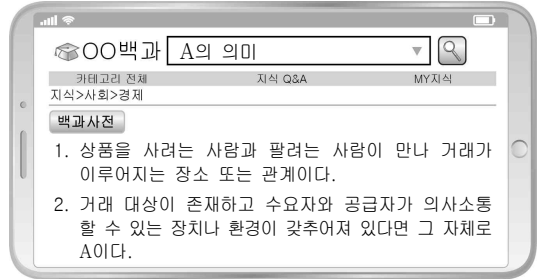 OO백과 A의 의미
카테고리 전체 지식 Q&A MY지식
지식>사회>경제
백과사전
1. 상품을 사려는 사람과 팔려는 사람이 만나 거래가
이루어지는 장소 또는 관계이다.
2. 거래 대상이 존재하고 수요자와 공급자가 의사소통
할 수 있는 장치나 환경이 갖추어져 있다면 그 자체로
A이다.